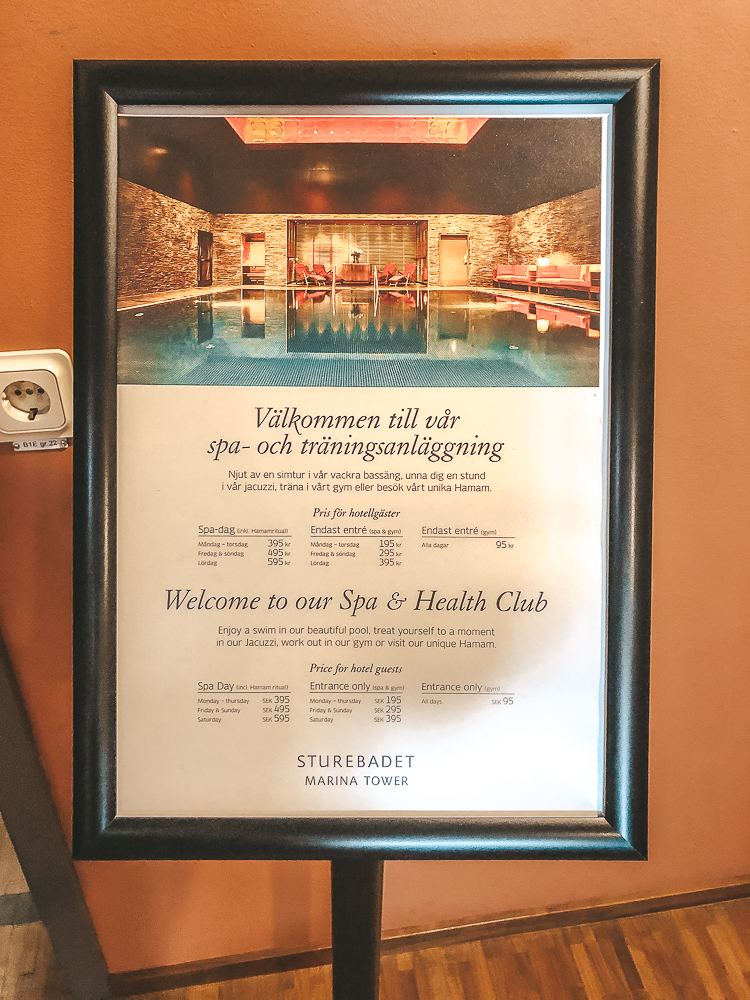 Välkommen till vår
spa- och träningsanläggning
Njut av en simtur i vår vackra bassäng, unna dig en stund
i vår jacuzzi, träna i vårt gym eller besök vårt unika Hamam.
Pris för hotellgäster
Spa-dag (inkl. Hamamritual)
Måndag – torsdag 395 kr
Fredag & söndag 495 kr
Lördag 595 kr
Endast entré (spa & gym)
Måndag – torsdag 195 kr
Fredag & söndag 295 kr
Lördag 395 kr
Endast entré (gym)
Alla dagar 95 kr
Welcome to our Spa & Health Club
Enjoy a swim in our beautiful pool, treat yourself to a moment
in our Jacuzzi, work out in our gym or visit our unique Hamam.
Price for hotel guests
Spa Day (incl. Hamam ritual)
Monday – thursday SEK 395
Friday & Sunday SEK 495
Saturday SEK 595
Entrance only (spa & gym)
Monday – thursday SEK 195
Friday & Sunday SEK 295
Saturday SEK 395
Entrance only (gym)
All days SEK 95
STUREBADET
MARINA TOWER
B1E gr 22